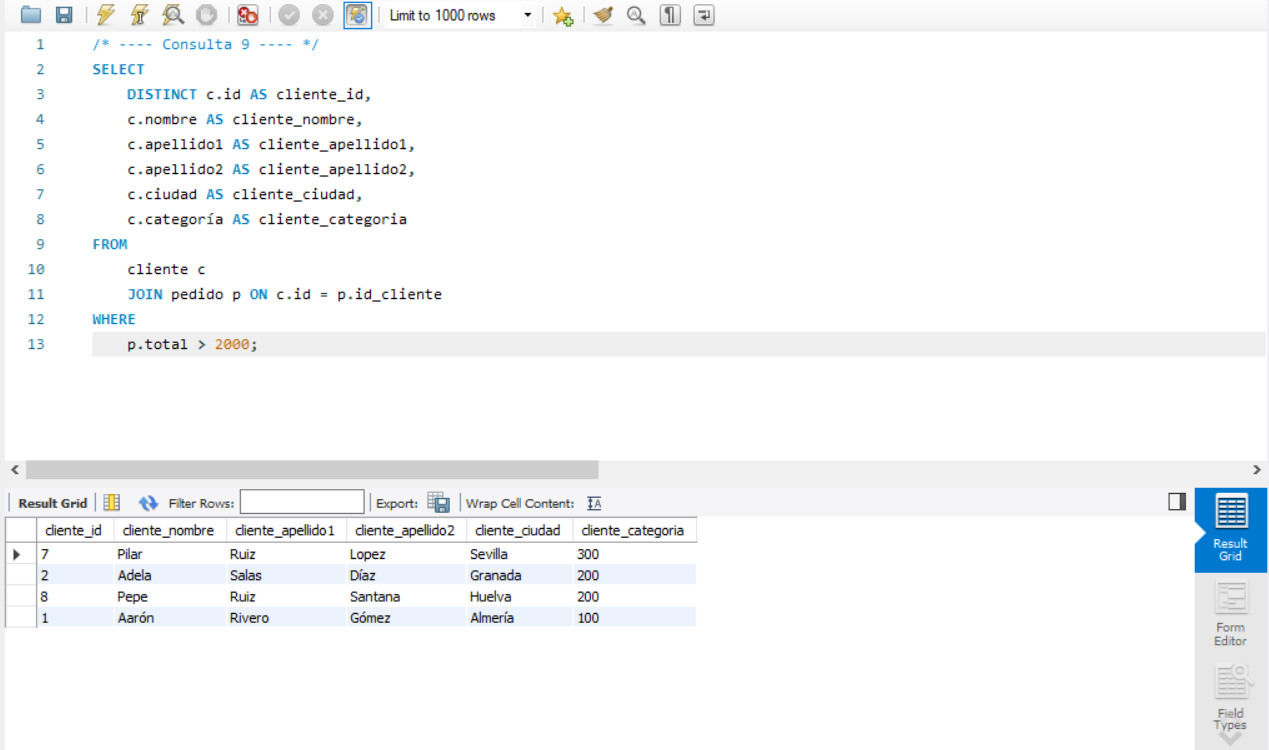 Limit to 1000 rows
1 /* ---- Consulta 9 ---- */
2 SELECT
3 DISTINCT c.id AS cliente_id,
4 c.nombre AS cliente_nombre,
5 c.apellido1 AS cliente_apellido1,
6 c.apellido2 AS cliente_apellido2,
7 c.ciudad AS cliente_ciudad,
8 c.categoría AS cliente_categoria
9 FROM
10 cliente c
11 JOIN pedido p ON c.id = p.id_cliente
12 WHERE
13 p.total > 2000;
Result Grid Filter Rows: Export: Wrap Cell Content: IA
cliente_id cliente_nombre cliente_apellido1 cliente_apellido2 cliente_ciudad cliente_categoria
7 Pilar Ruiz Lopez Sevilla 300
2 Adela Salas Díaz Granada 200
8 Pepe Ruiz Santana Huelva 200
1 Aarón Rivero Gómez Almería 100
Result
Grid
Form
Editor
Field
Types